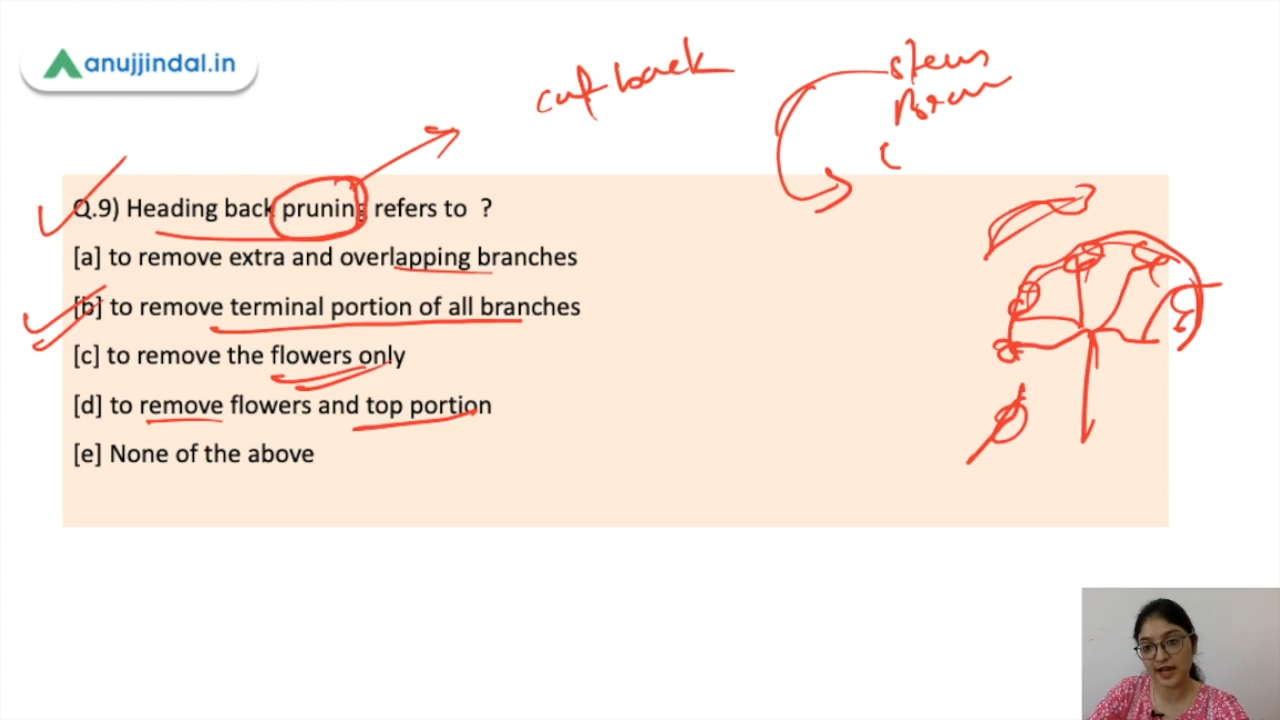 anujjindal.in
cut back
stems
Bran
Q.9) Heading back pruning refers to ?
[a] to remove extra and overlapping branches
[b] to remove terminal portion of all branches
[c] to remove the flowers only
[d] to remove flowers and top portion
[e] None of the above